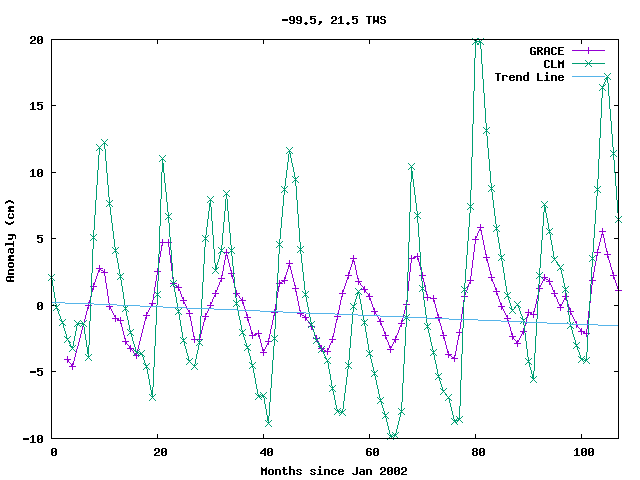 -99.5, 21.5 TWS
GRACE
CLM
Trend Line
Anomaly (cm)
20
15
10
5
0
-5
-10
0 20 40 60 80 100
Months since Jan 2002